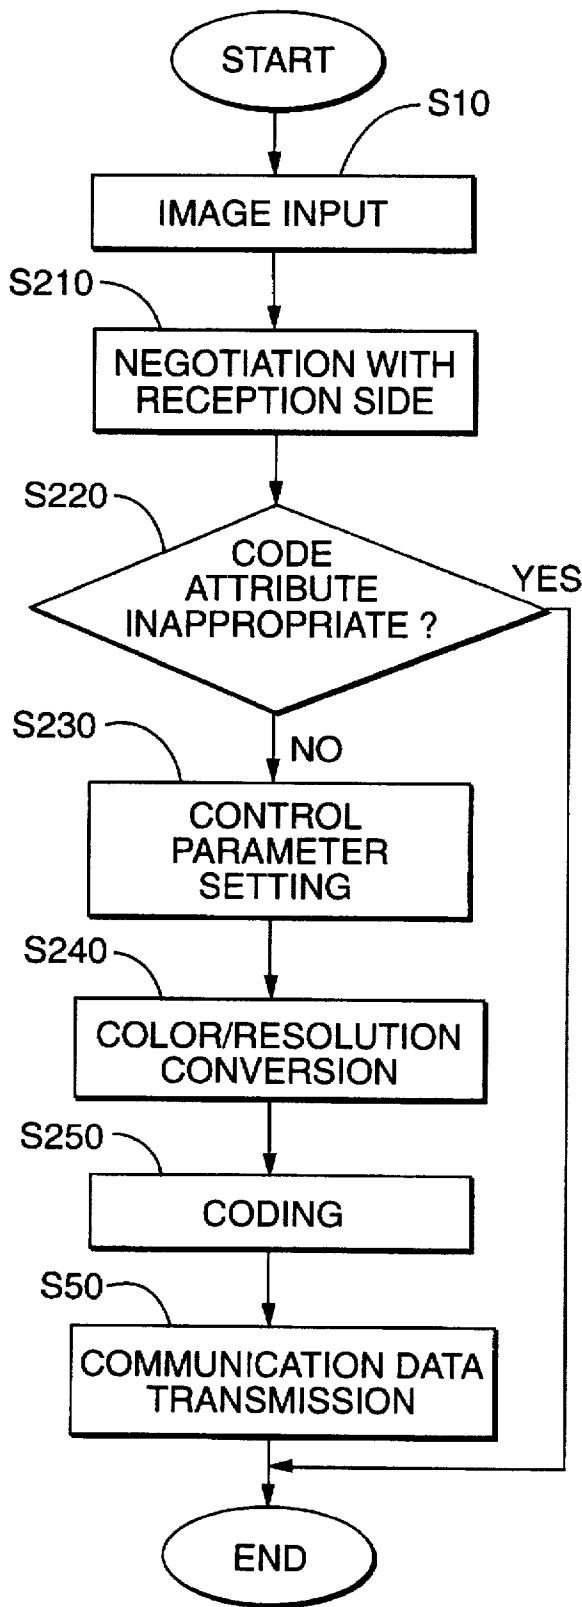 START
S10
IMAGE INPUT
S210
NEGOTIATION WITH
RECEPTION SIDE
S220
CODE
ATTRIBUTE
INAPPROPRIATE ?
YES
S230
NO
CONTROL
PARAMETER
SETTING
S240
COLOR/RESOLUTION
CONVERSION
S250
CODING
S50
COMMUNICATION DATA
TRANSMISSION
END